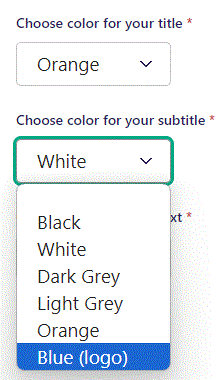 Choose color for your title *
Orange
Choose color for your subtitle *
White
xt *
Black
White
Dark Grey
Light Grey
Orange
Blue (logo)